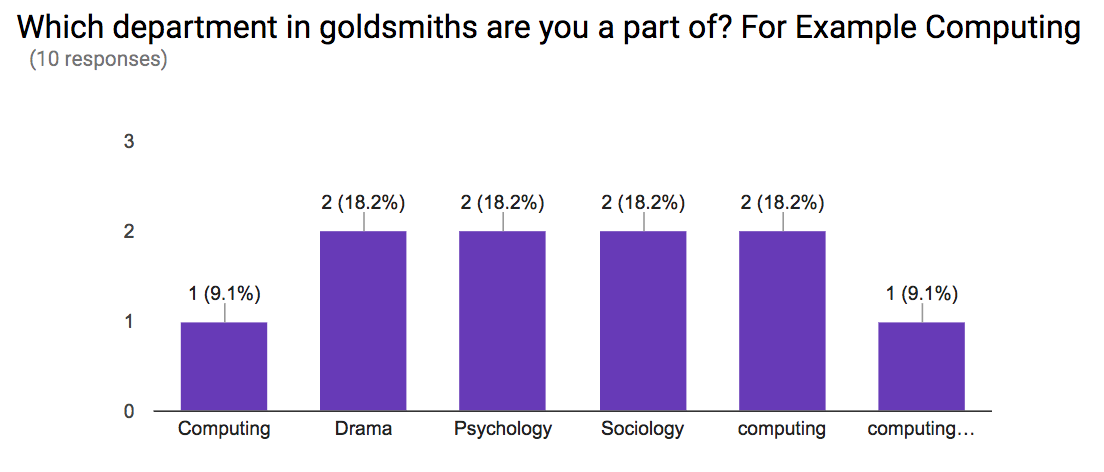 Which department in goldsmiths are you a part of? For Example Computing
(10 responses)
3
2 (18.2%) 2 (18.2%) 2 (18.2%) 2 (18.2%)
2
1 (9.1%) 1 (9.1%)
1
0
Computing Drama Psychology Sociology computing computing...